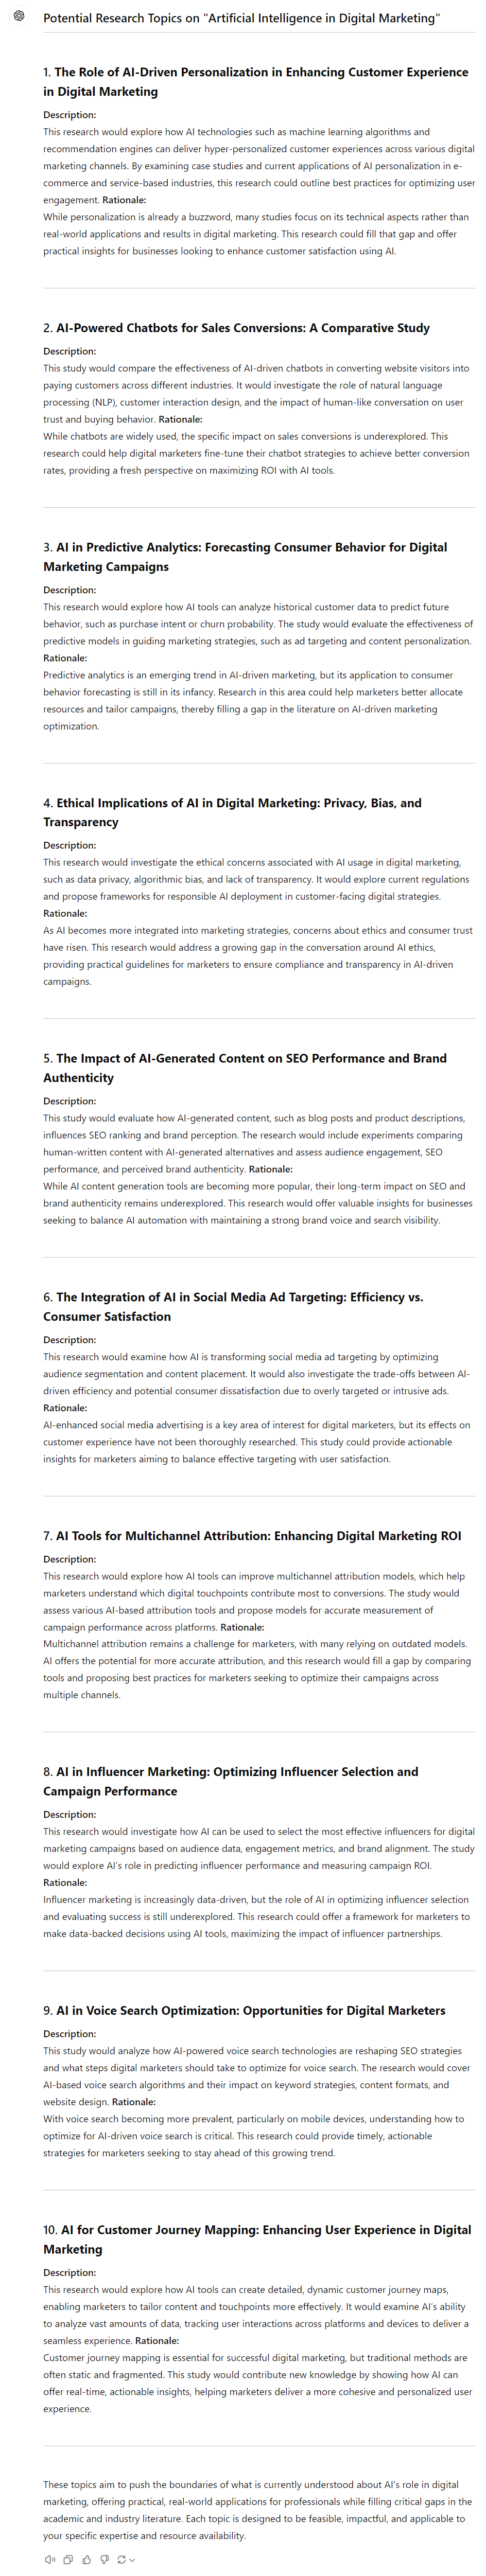 Potential Research Topics on "Artificial Intelligence in Digital Marketing"
1. The Role of AI-Driven Personalization in Enhancing Customer Experience
in Digital Marketing
Description:
This research would explore how AI technologies such as machine learning algorithms and
recommendation engines can deliver hyper-personalized customer experiences across various digital
marketing channels. By examining case studies and current applications of AI personalization in e-
commerce and service-based industries, this research could outline best practices for optimizing user
engagement. Rationale:
While personalization is already a buzzword, many studies focus on its technical aspects rather than
real-world applications and results in digital marketing. This research could fill that gap and offer
practical insights for businesses looking to enhance customer satisfaction using AI.
2. AI-Powered Chatbots for Sales Conversions: A Comparative Study
Description:
This study would compare the effectiveness of AI-driven chatbots in converting website visitors into
paying customers across different industries. It would investigate the role of natural language
processing (NLP), customer interaction design, and the impact of human-like conversation on user
trust and buying behavior. Rationale:
While chatbots are widely used, the specific impact on sales conversions is underexplored. This
research could help digital marketers fine-tune their chatbot strategies to achieve better conversion
rates, providing a fresh perspective on maximizing ROI with AI tools.
3. AI in Predictive Analytics: Forecasting Consumer Behavior for Digital
Marketing Campaigns
Description:
This research would explore how AI tools can analyze historical customer data to predict future
behavior, such as purchase intent or churn probability. The study would evaluate the effectiveness of
predictive models in guiding marketing strategies, such as ad targeting and content personalization.
Rationale:
Predictive analytics is an emerging trend in AI-driven marketing, but its application to consumer
behavior forecasting is still in its infancy. Research in this area could help marketers better allocate
resources and tailor campaigns, thereby filling a gap in the literature on AI-driven marketing
optimization.
4. Ethical Implications of AI in Digital Marketing: Privacy, Bias, and
Transparency
Description:
This research would investigate the ethical concerns associated with AI usage in digital marketing,
such as data privacy, algorithmic bias, and lack of transparency. It would explore current regulations
and propose frameworks for responsible AI deployment in customer-facing digital strategies.
Rationale:
As AI becomes more integrated into marketing strategies, concerns about ethics and consumer trust
have risen. This research would address a growing gap in the conversation around AI ethics,
providing practical guidelines for marketers to ensure compliance and transparency in AI-driven
campaigns.
5. The Impact of AI-Generated Content on SEO Performance and Brand
Authenticity
Description:
This study would evaluate how AI-generated content, such as blog posts and product descriptions,
influences SEO ranking and brand perception. The research would include experiments comparing
human-written content with AI-generated alternatives and assess audience engagement, SEO
performance, and perceived brand authenticity. Rationale:
While AI content generation tools are becoming more popular, their long-term impact on SEO and
brand authenticity remains underexplored. This research would offer valuable insights for businesses
seeking to balance AI automation with maintaining a strong brand voice and search visibility.
6. The Integration of AI in Social Media Ad Targeting: Efficiency vs.
Consumer Satisfaction
Description:
This research would examine how AI is transforming social media ad targeting by optimizing
audience segmentation and content placement. It would also investigate the trade-offs between AI-
driven efficiency and potential consumer dissatisfaction due to overly targeted or intrusive ads.
Rationale:
AI-enhanced social media advertising is a key area of interest for digital marketers, but its effects on
customer experience have not been thoroughly researched. This study could provide actionable
insights for marketers aiming to balance effective targeting with user satisfaction.
7. AI Tools for Multichannel Attribution: Enhancing Digital Marketing ROI
Description:
This research would explore how AI tools can improve multichannel attribution models, which help
marketers understand which digital touchpoints contribute most to conversions. The study would
assess various AI-based attribution tools and propose models for accurate measurement of
campaign performance across platforms. Rationale:
Multichannel attribution remains a challenge for marketers, with many relying on outdated models.
AI offers the potential for more accurate attribution, and this research would fill a gap by comparing
tools and proposing best practices for marketers seeking to optimize their campaigns across
multiple channels.
8. AI in Influencer Marketing: Optimizing Influencer Selection and
Campaign Performance
Description:
This research would investigate how AI can be used to select the most effective influencers for digital
marketing campaigns based on audience data, engagement metrics, and brand alignment. The study
would explore AI's role in predicting influencer performance and measuring campaign ROI.
Rationale:
Influencer marketing is increasingly data-driven, but the role of AI in optimizing influencer selection
and evaluating success is still underexplored. This research could offer a framework for marketers to
make data-backed decisions using AI tools, maximizing the impact of influencer partnerships.
9. AI in Voice Search Optimization: Opportunities for Digital Marketers
Description:
This study would analyze how AI-powered voice search technologies are reshaping SEO strategies
and what steps digital marketers should take to optimize for voice search. The research would cover
AI-based voice search algorithms and their impact on keyword strategies, content formats, and
website design. Rationale:
With voice search becoming more prevalent, particularly on mobile devices, understanding how to
optimize for AI-driven voice search is critical. This research could provide timely, actionable
strategies for marketers seeking to stay ahead of this growing trend.
10. AI for Customer Journey Mapping: Enhancing User Experience in Digital
Marketing
Description:
This research would explore how AI tools can create detailed, dynamic customer journey maps,
enabling marketers to tailor content and touchpoints more effectively. It would examine AI's ability
to analyze vast amounts of data, tracking user interactions across platforms and devices to deliver a
seamless experience. Rationale:
Customer journey mapping is essential for successful digital marketing, but traditional methods are
often static and fragmented. This study would contribute new knowledge by showing how AI can
offer real-time, actionable insights, helping marketers deliver a more cohesive and personalized user
experience.
These topics aim to push the boundaries of what is currently understood about AI's role in digital
marketing, offering practical, real-world applications for professionals while filling critical gaps in the
academic and industry literature. Each topic is designed to be feasible, impactful, and applicable to
your specific expertise and resource availability.